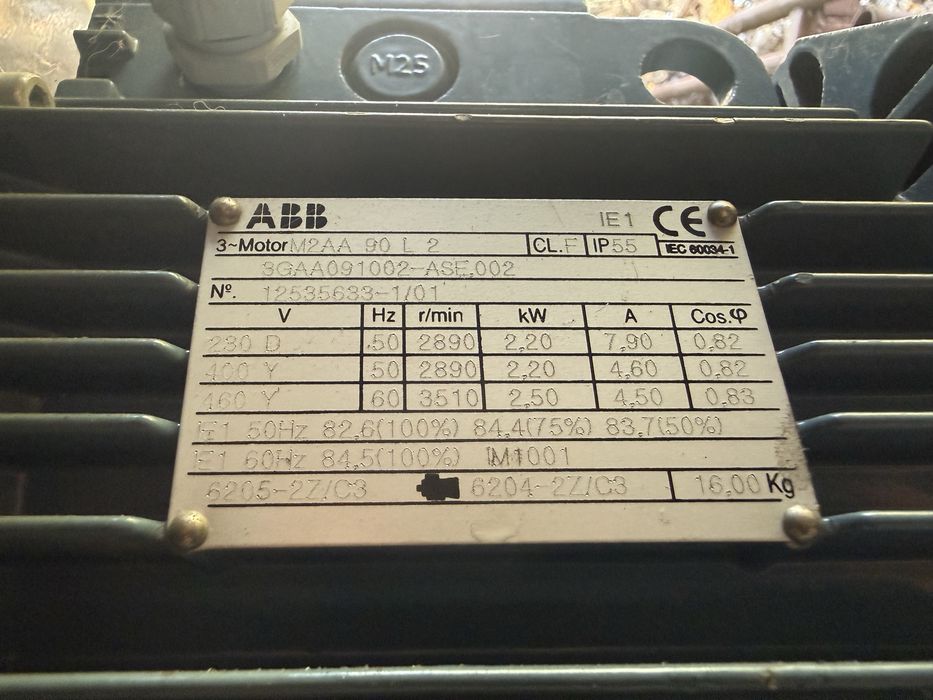 M25
ABB IE1 CE
3~Motor M2AA 90 L 2 CL.F IP55 IEC 60034-1
3GAA091002-ASE,002
Nº. 12535633-1/01
V Hz r/min kW A Cos.φ
230 D 50 2890 2,20 7,90 0,82
400 Y 50 2890 2,20 4,60 0,82
460 Y 60 3510 2,50 4,50 0,83
IE1 50Hz 82,6(100%) 84,4(75%) 83,7(50%)
IE1 60Hz 84,5(100%) M1001
6205-2Z/C3 6204-2Z/C3 16,00 Kg